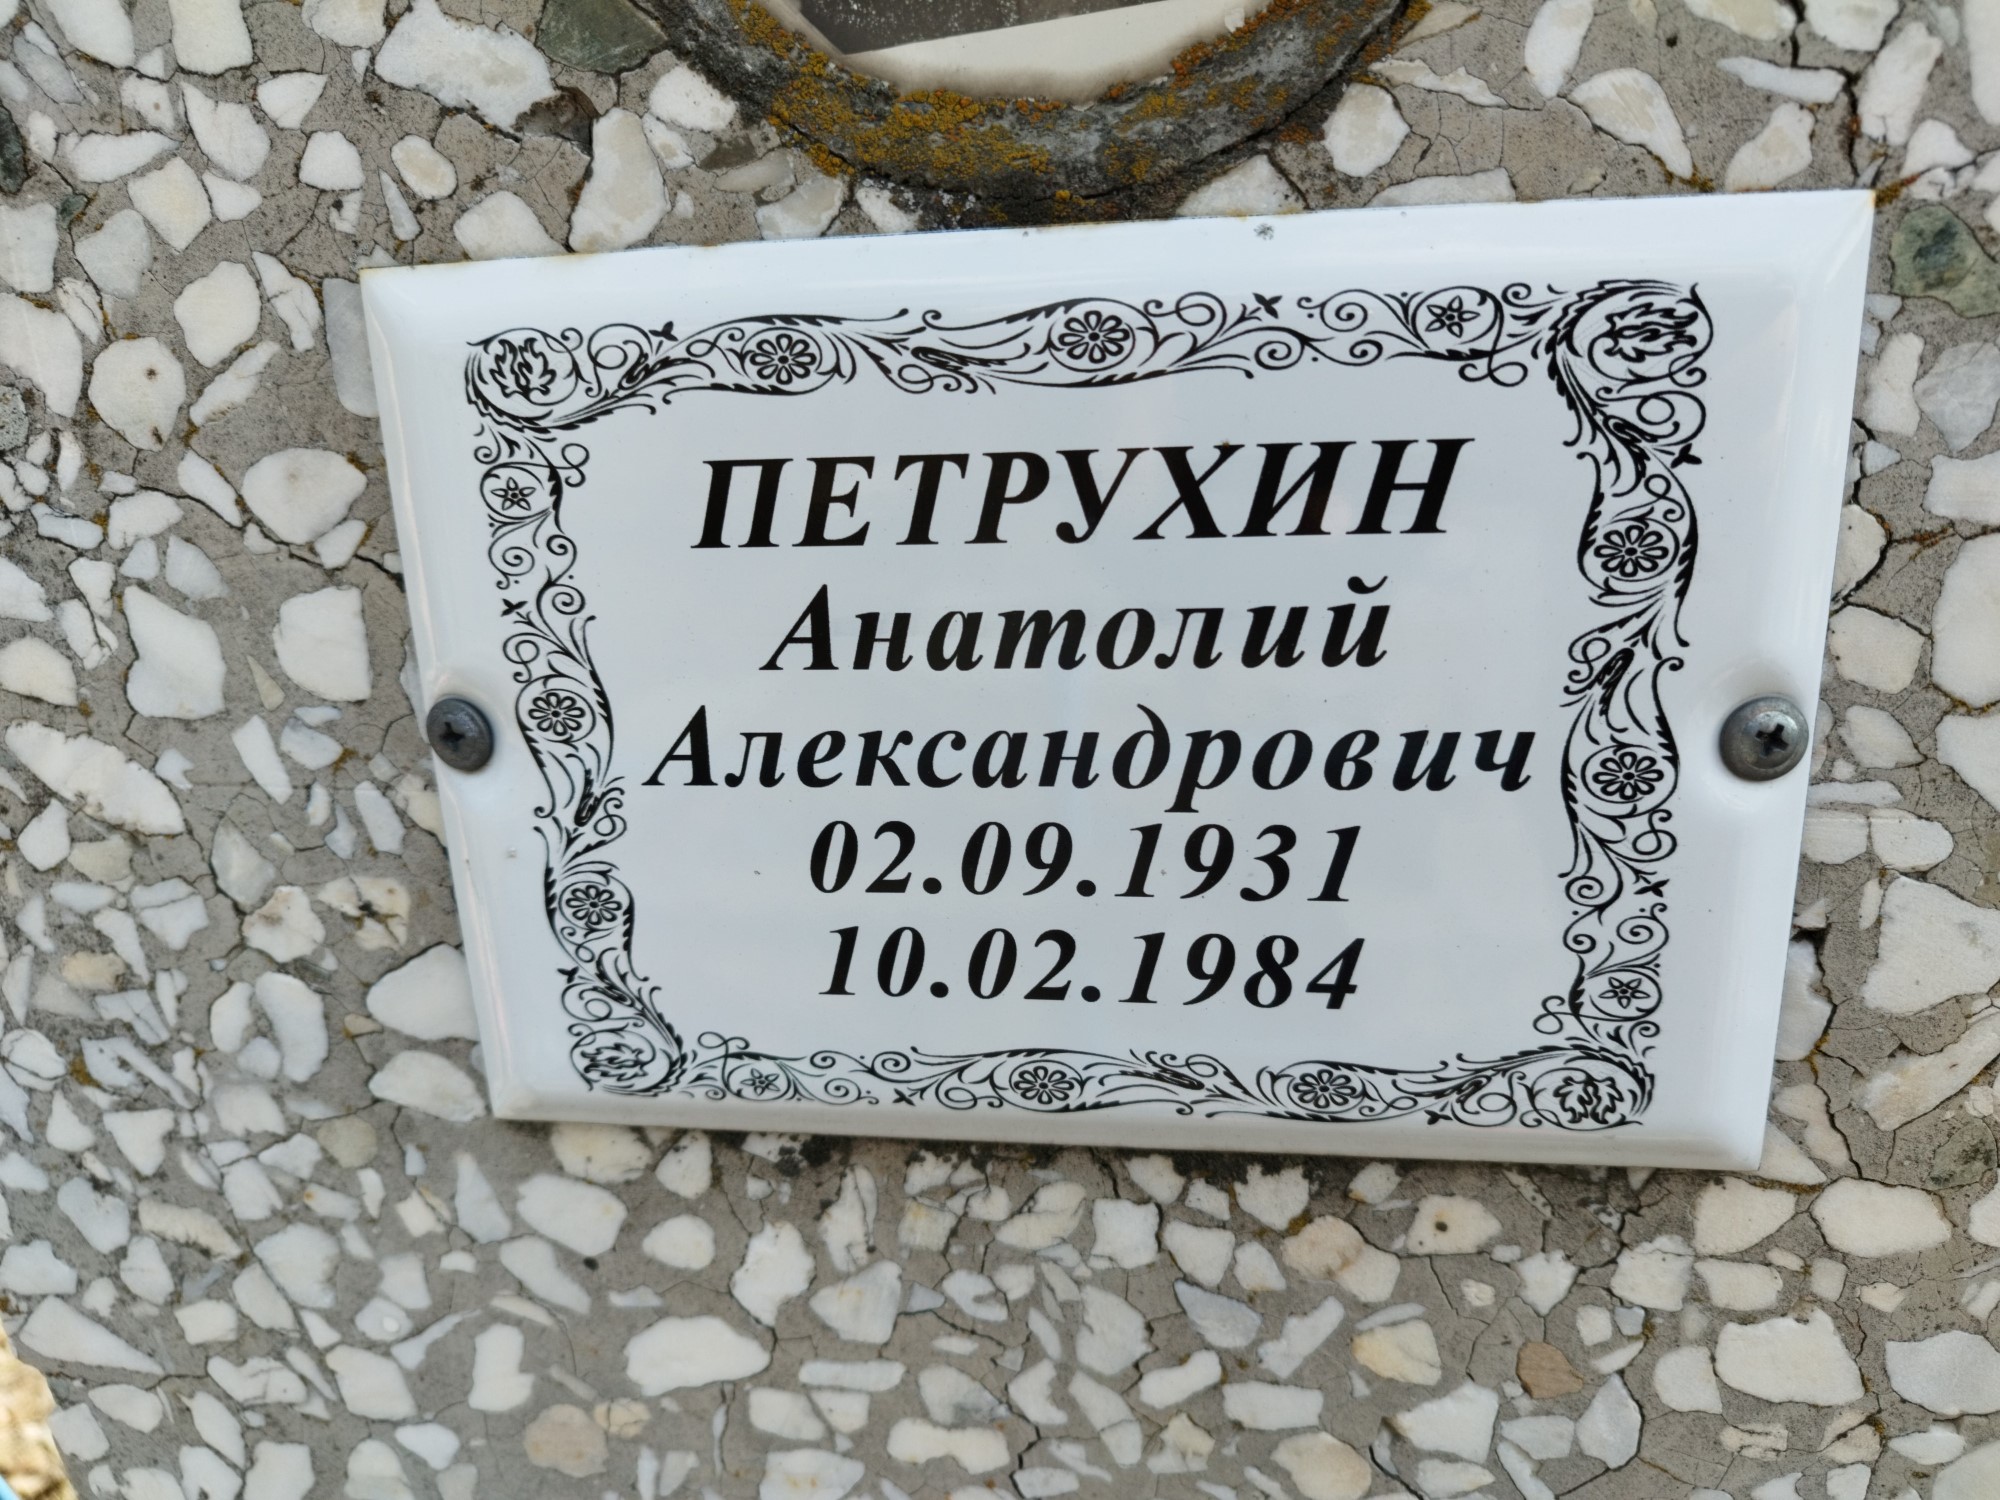 ПЕТРУХИН
Анатолий
Александрович
02.09.1931
10.02.1984